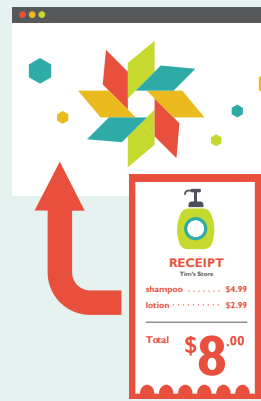 RECEIPT
Tim's Store
shampoo ....... $4.99
lotion .......... $2.99
Total $8.00